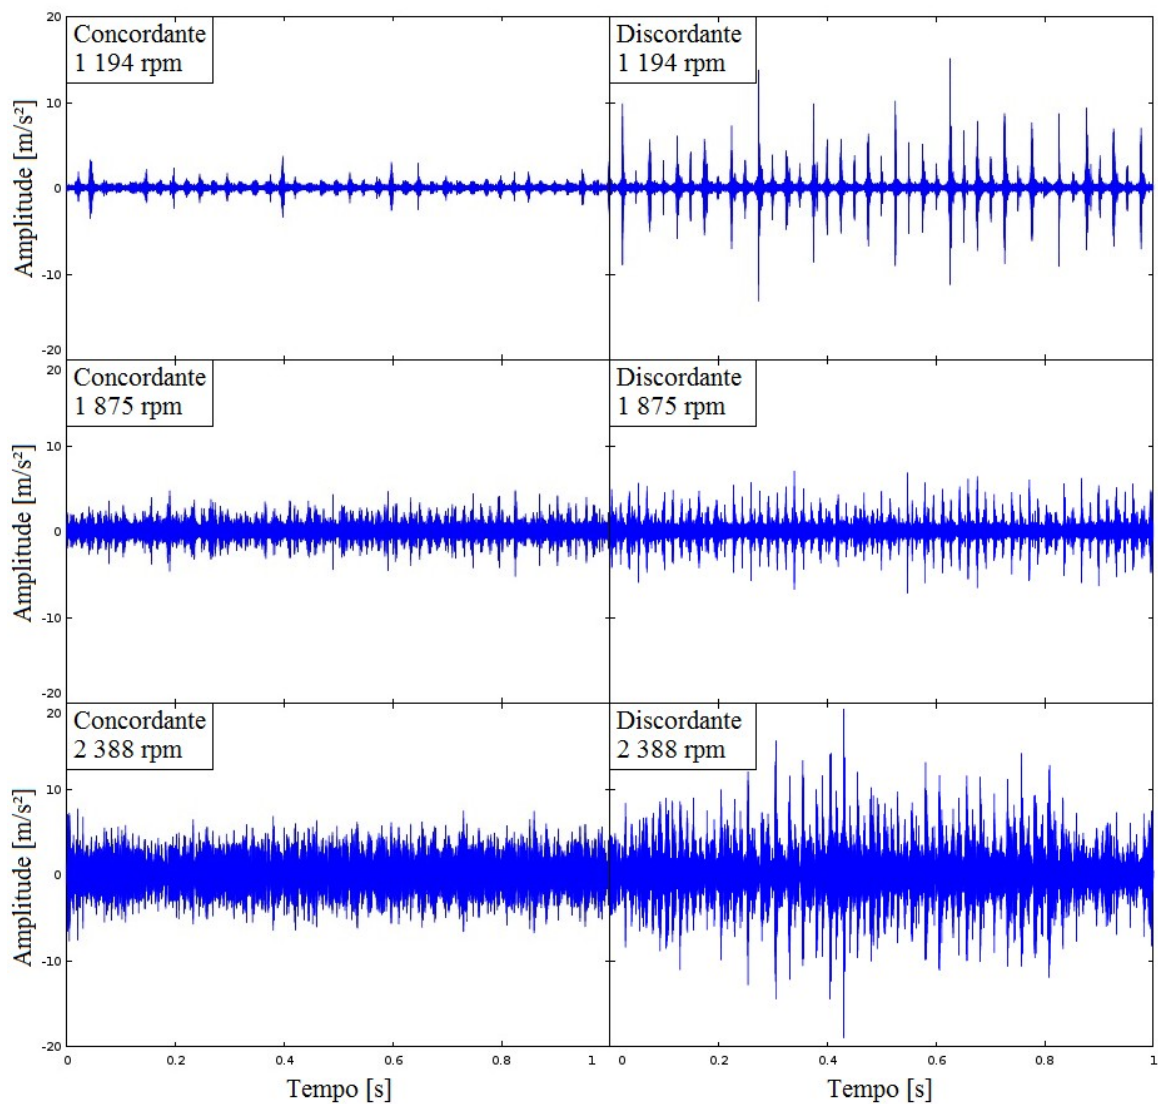 20
Concordante
1 194 rpm
Discordante
1 194 rpm
10
0
-10
-20
Amplitude [m/s²]
20
Concordante
1 875 rpm
Discordante
1 875 rpm
10
0
-10
-20
Amplitude [m/s²]
20
Concordante
2 388 rpm
Discordante
2 388 rpm
10
0
-10
-20
Amplitude [m/s²]
0 0.2 0.4 0.6 0.8 1 0 0.2 0.4 0.6 0.8 1
Tempo [s] Tempo [s]